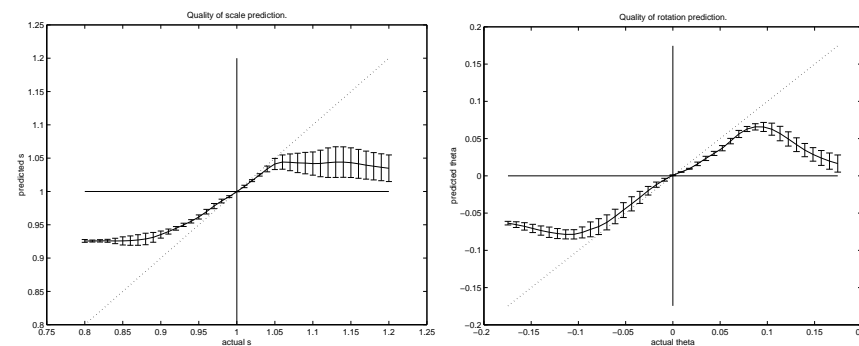 Quality of scale prediction.
1.25
1.2
1.15
1.1
1.05
1
0.95
0.9
0.85
0.8
predicted s
0.75 0.8 0.85 0.9 0.95 1 1.05 1.1 1.15 1.2 1.25
actual s
Quality of rotation prediction.
0.2
0.15
0.1
0.05
0
−0.05
−0.1
−0.15
−0.2
predicted theta
−0.2 −0.15 −0.1 −0.05 0 0.05 0.1 0.15
actual theta